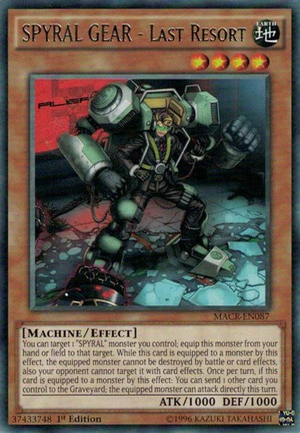 SPYRAL GEAR - Last Resort
EARTH
地
MACR-EN087
[Machine/Effect]
You can target 1 "SPYRAL" monster you control; equip this monster from your
hand or field to that target. While this card is equipped to a monster by this
effect, the equipped monster cannot be destroyed by battle or card effects,
also your opponent cannot target it with card effects. Once per turn, if this
card is equipped to a monster by this effect: You can send 1 other card you
control to the Graveyard; the equipped monster can attack directly this turn.
ATK/1000 DEF/1000
37433748 1st Edition ©1996 KAZUKI TAKAHASHI